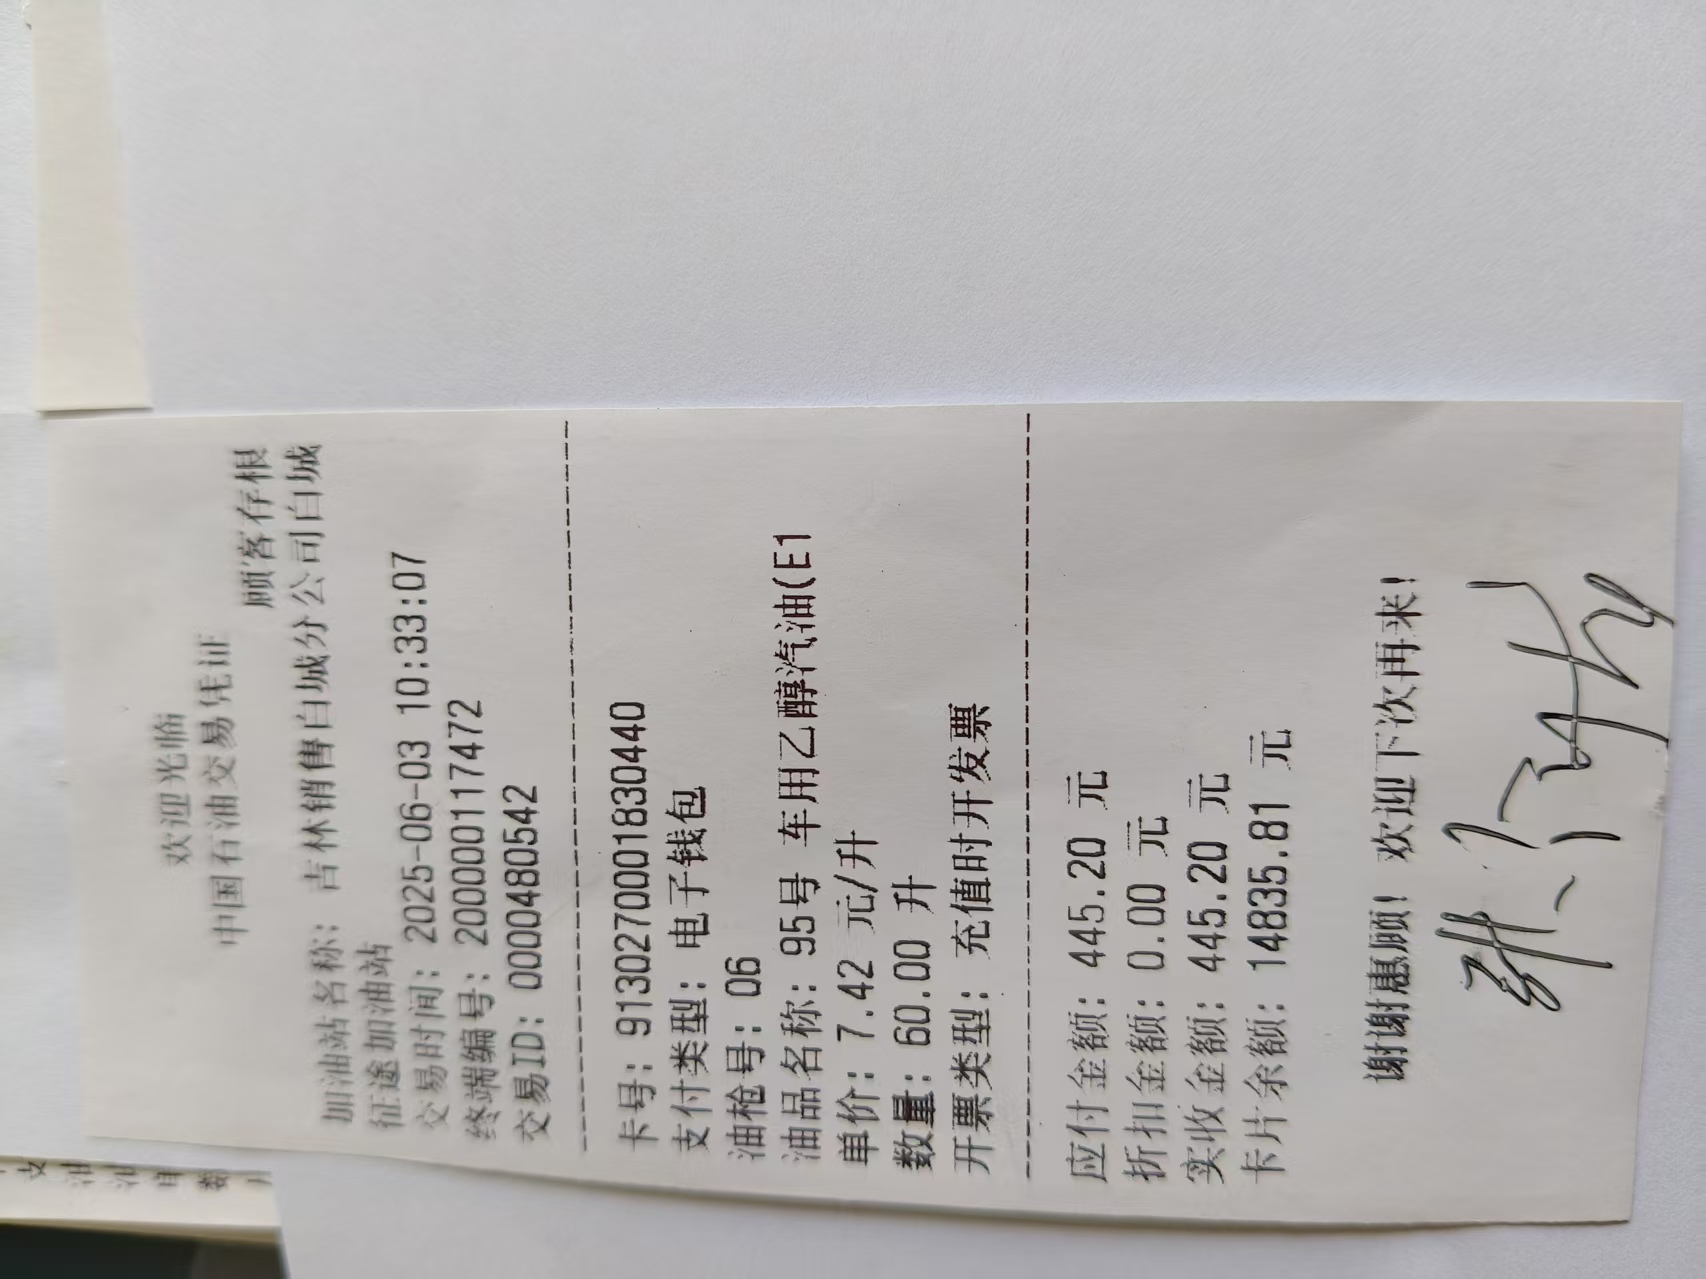 欢迎光临
中国石油交易凭证
顾客存根
加油站名称: 吉林销售白城分公司白城
征途加油站
交易时间: 2025-06-03 10:33:07
终端编号: 2000000117472
交易ID: 0000480542
卡号: 9130270001830440
支付类型: 电子钱包
油枪号: 06
油品名称: 95号 车用乙醇汽油(E1
单价: 7.42 元/升
数量: 60.00 升
开票类型: 充值时开发票
应付金额: 445.20 元
折扣金额: 0.00 元
实收金额: 445.20 元
卡片余额: 14835.81 元
谢谢惠顾! 欢迎下次再来!